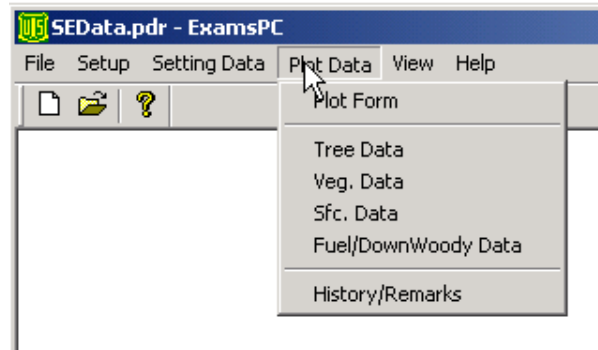 SEData.pdr - ExamsPC
File Setup Setting Data Plot Data View Help
Plot Form
Tree Data
Veg. Data
Sfc. Data
Fuel/DownWoody Data
History/Remarks